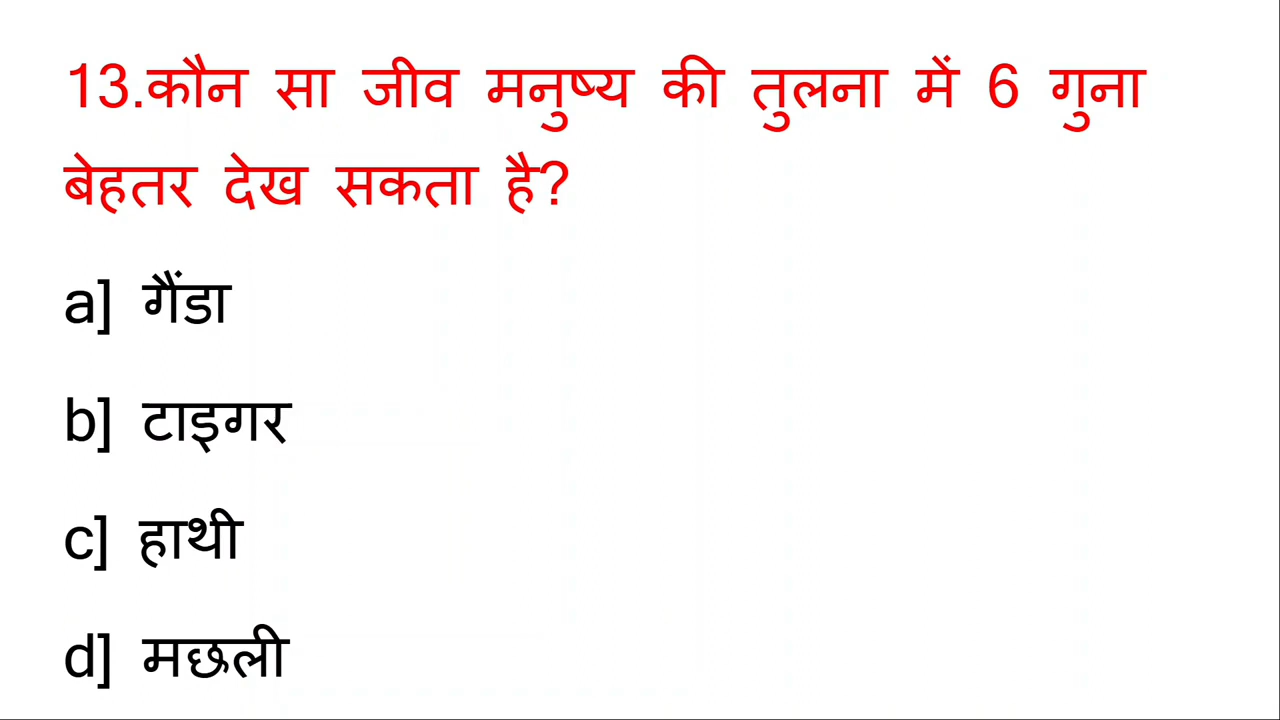 13.कौन सा जीव मनुष्य की तुलना में 6 गुना
बेहतर देख सकता है?
a] गैंडा
b] टाइगर
c] हाथी
d] मछली